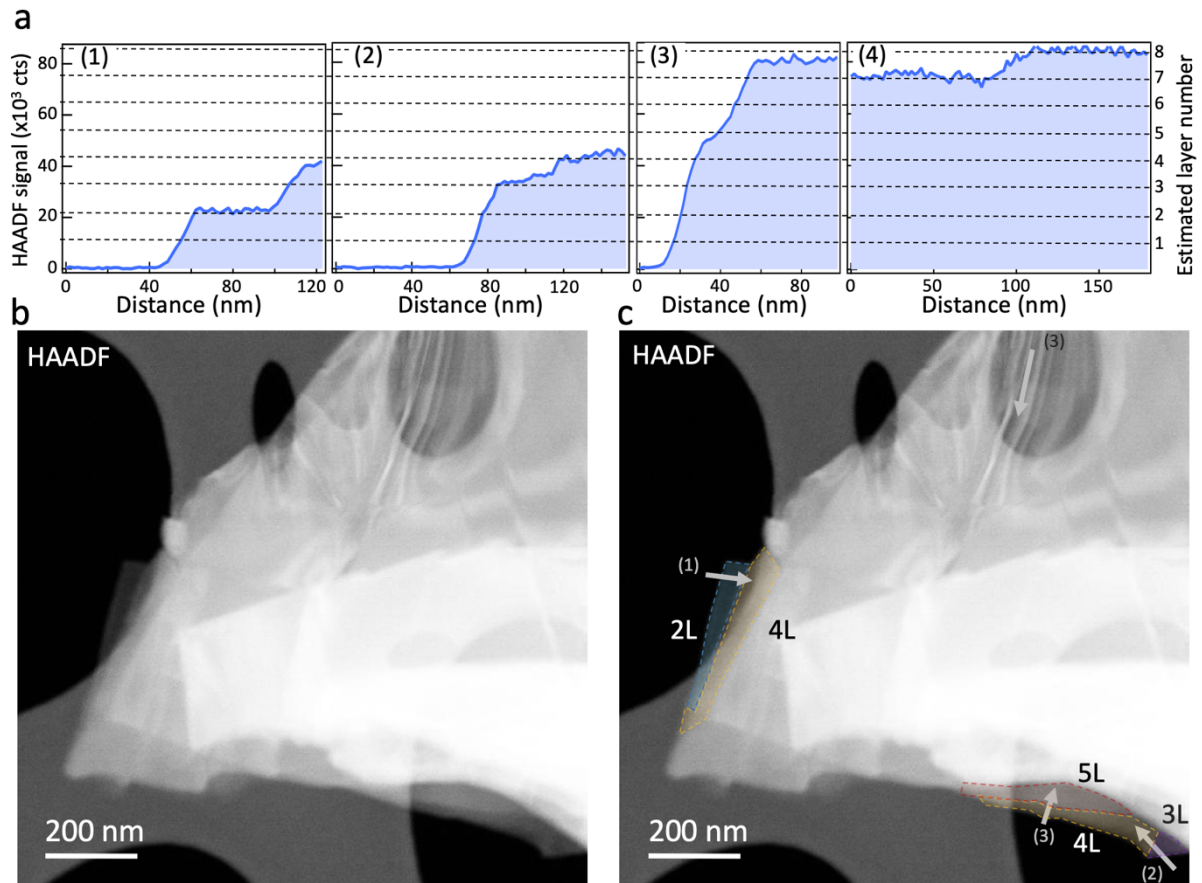 a
HAADF signal (x10³ cts)
80
60
40
20
0
(1)
(2)
(3)
(4)
8
7
6
5
4
3
2
1
Estimated layer number
0 40 80 120
0 40 80 120
0 40 80
0 50 100 150
Distance (nm)
Distance (nm)
Distance (nm)
Distance (nm)
b
HAADF
200 nm
c
HAADF
(3)
(1)
2L
4L
5L
3L
(3)
4L
(2)
200 nm